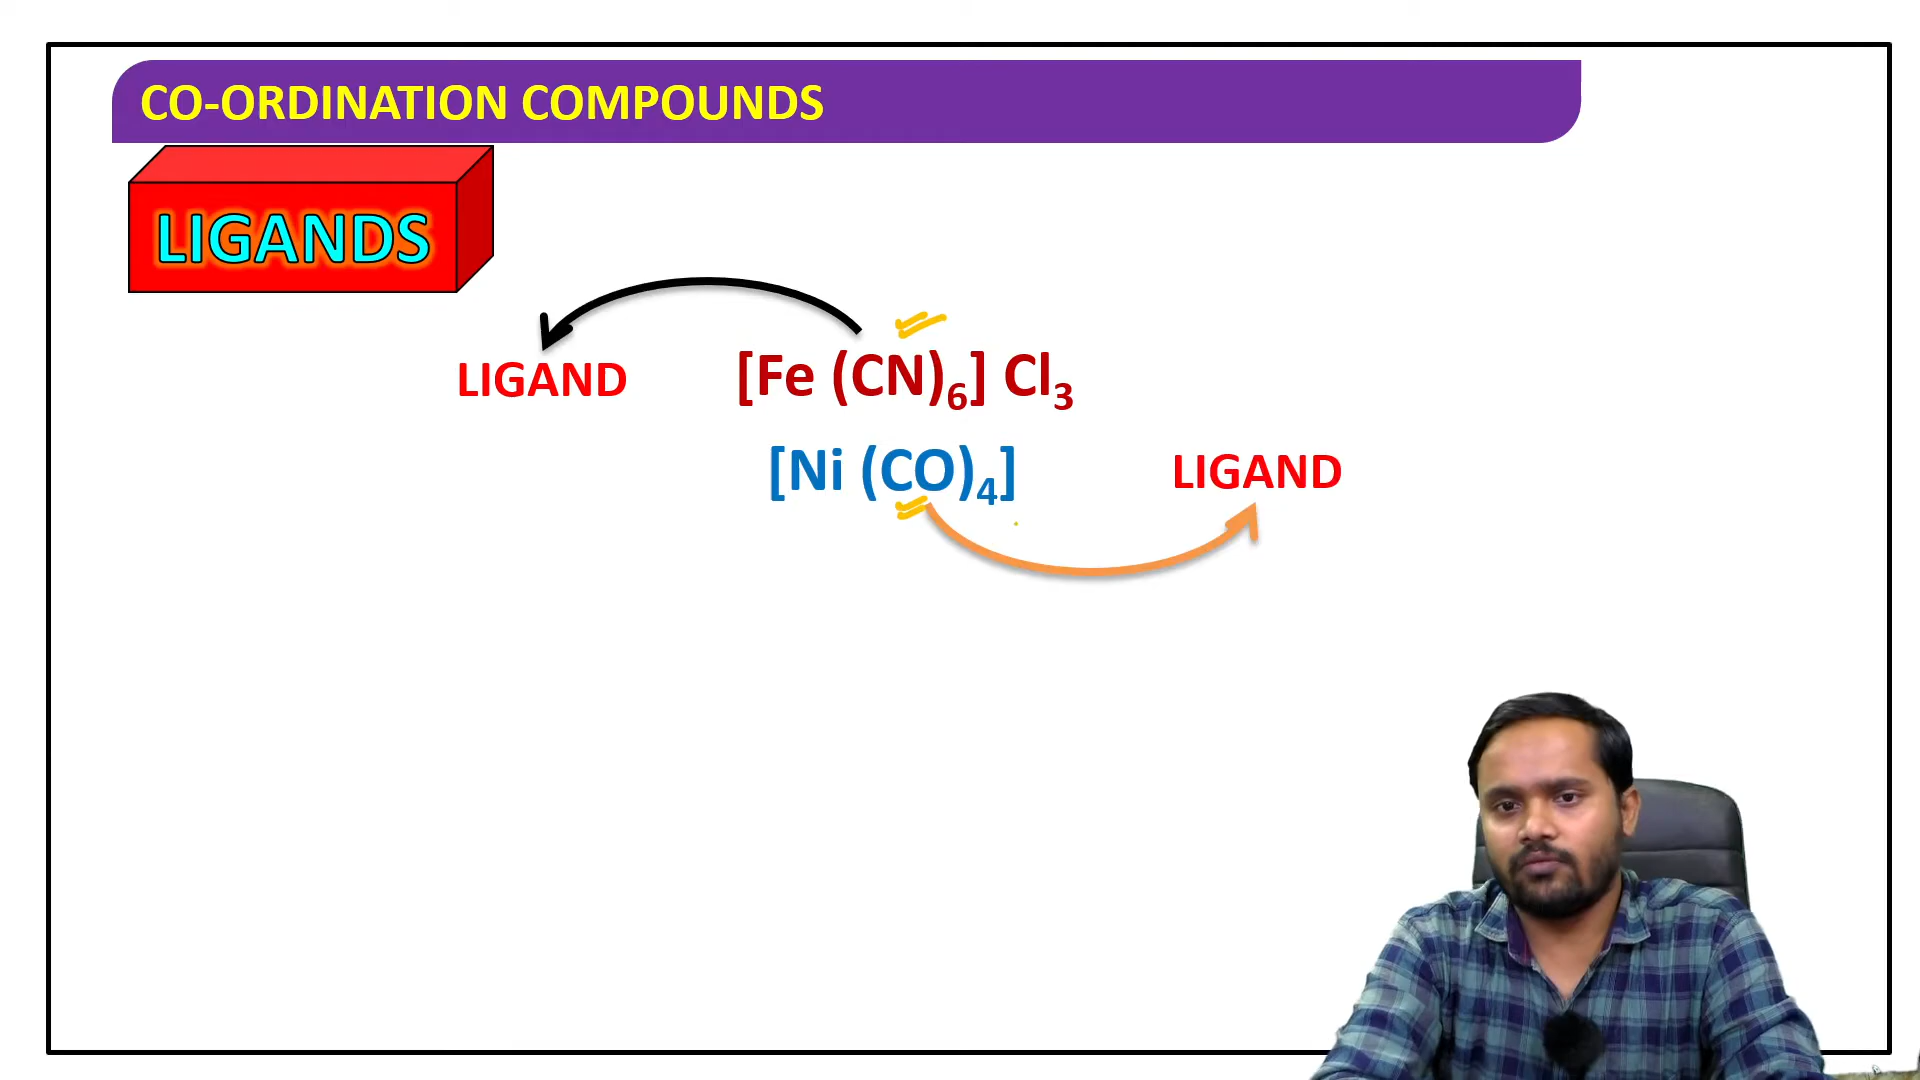 CO-ORDINATION COMPOUNDS
LIGANDS
LIGAND [Fe (CN)₆] Cl₃
[Ni (CO)₄] LIGAND